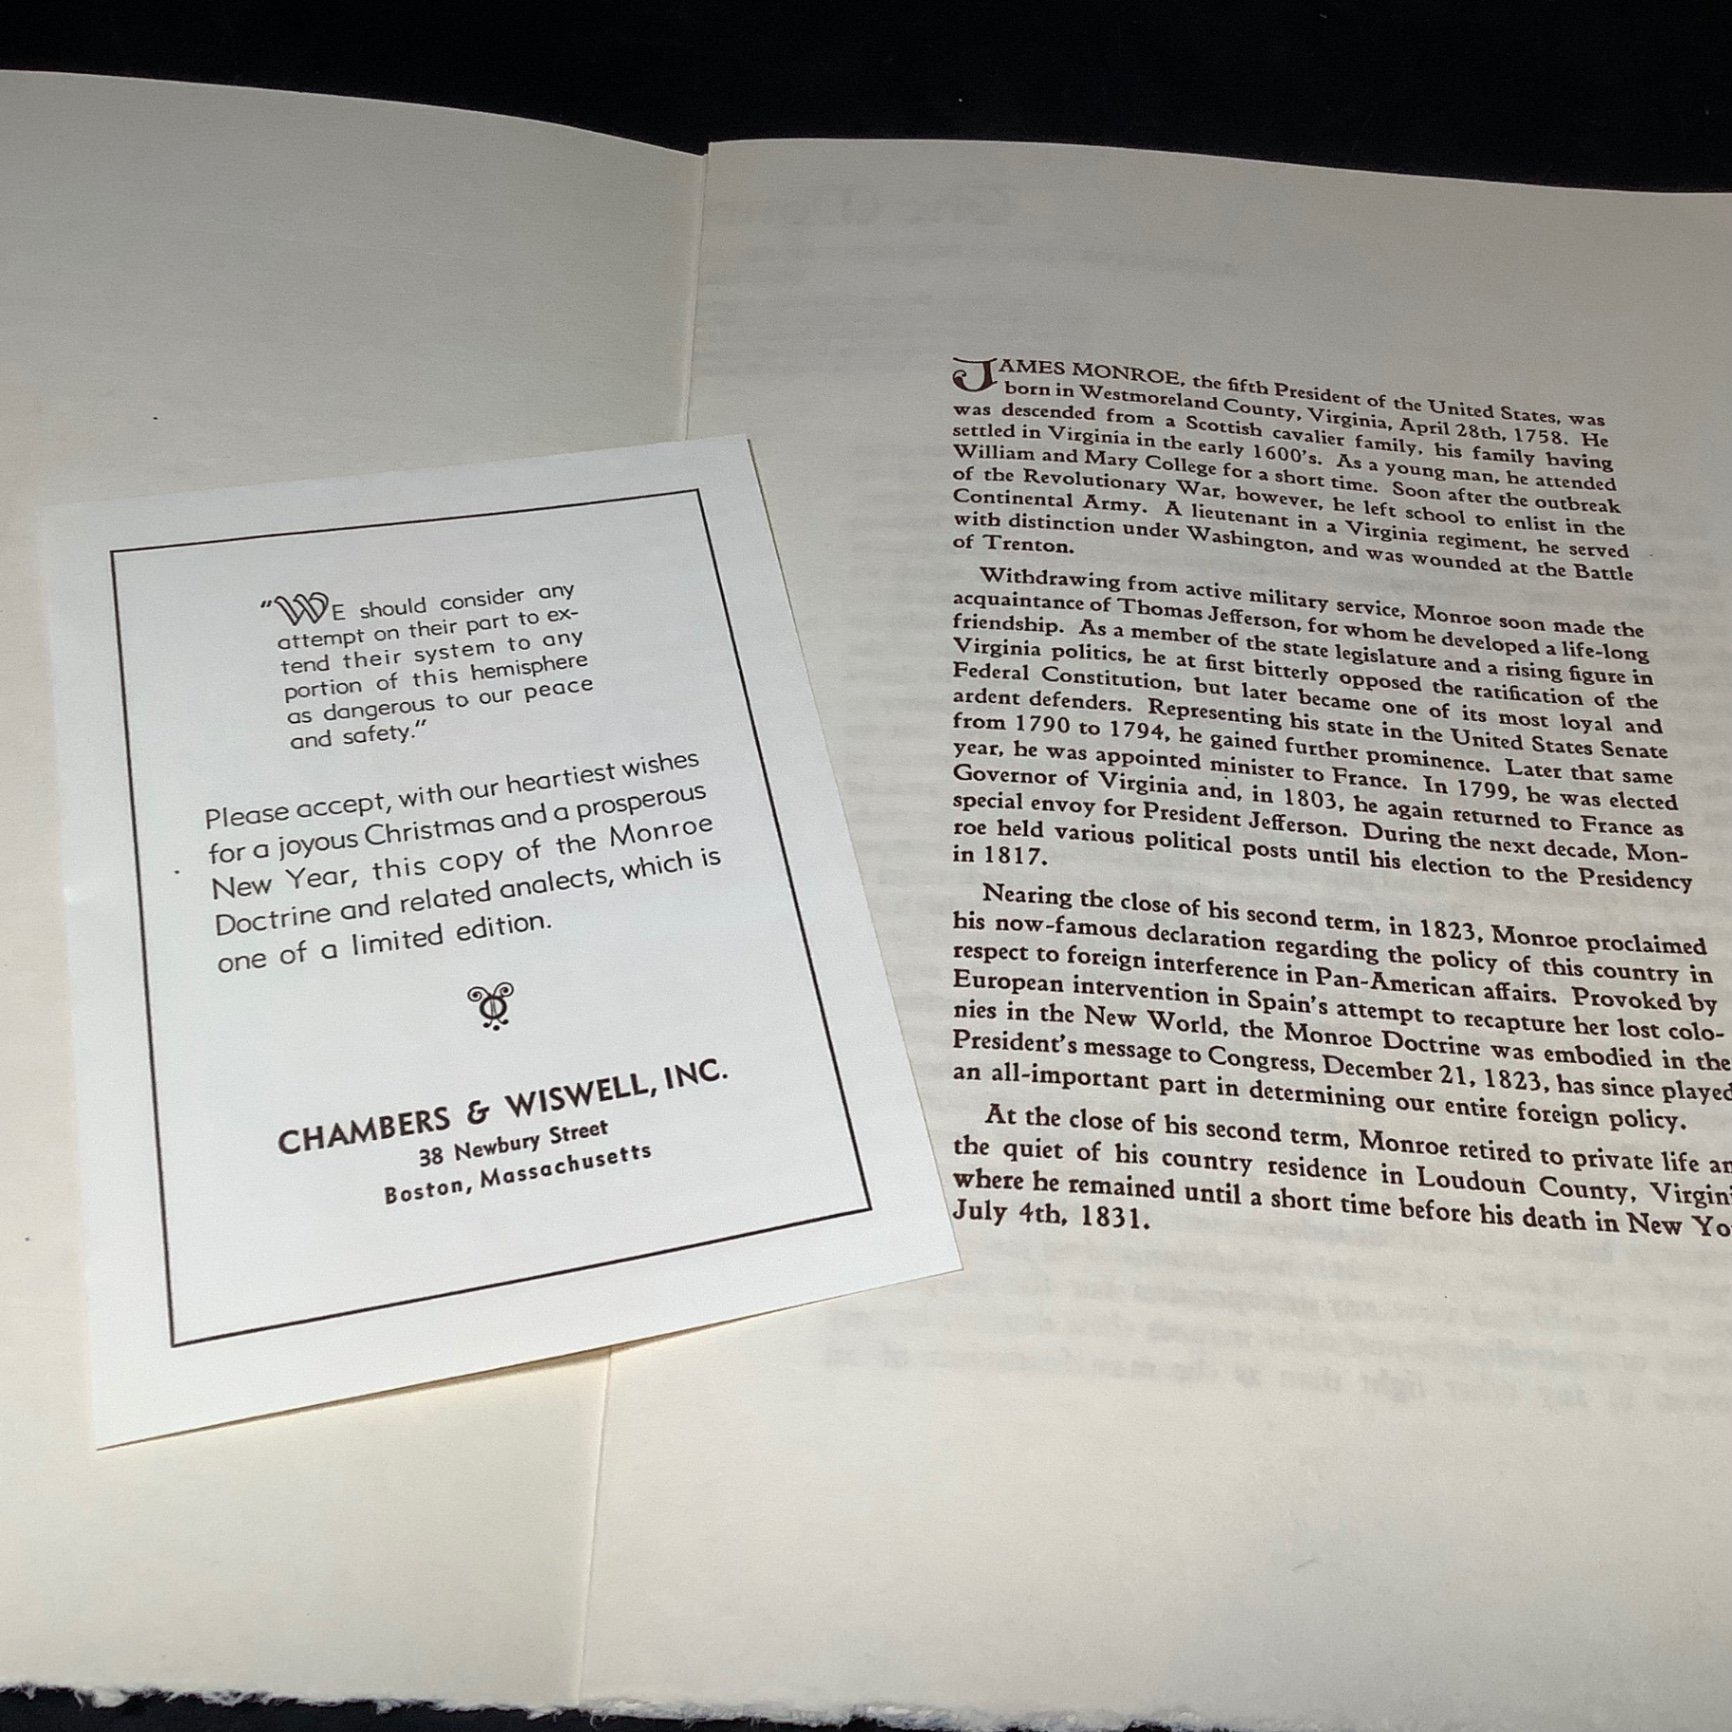 "WE should consider any
attempt on their part to ex-
tend their system to any
portion of this hemisphere
as dangerous to our peace
and safety."
Please accept, with our heartiest wishes
for a joyous Christmas and a prosperous
New Year, this copy of the Monroe
Doctrine and related analects, which is
one of a limited edition.
CHAMBERS & WISWELL, INC.
38 Newbury Street
Boston, Massachusetts
JAMES MONROE, the fifth President of the United States, was
born in Westmoreland County, Virginia, April 28th, 1758. He
was descended from a Scottish cavalier family, his family having
settled in Virginia in the early 1600's. As a young man, he attended
William and Mary College for a short time. Soon after the outbreak
of the Revolutionary War, however, he left school to enlist in the
Continental Army. A lieutenant in a Virginia regiment, he served
with distinction under Washington, and was wounded at the Battle
of Trenton.
Withdrawing from active military service, Monroe soon made the
acquaintance of Thomas Jefferson, for whom he developed a life-long
friendship. As a member of the state legislature and a rising figure in
Virginia politics, he at first bitterly opposed the ratification of the
Federal Constitution, but later became one of its most loyal and
ardent defenders. Representing his state in the United States Senate
from 1790 to 1794, he gained further prominence. Later that same
year, he was appointed minister to France. In 1799, he was elected
Governor of Virginia and, in 1803, he again returned to France as
special envoy for President Jefferson. During the next decade, Mon-
roe held various political posts until his election to the Presidency
in 1817.
Nearing the close of his second term, in 1823, Monroe proclaimed
his now-famous declaration regarding the policy of this country in
respect to foreign interference in Pan-American affairs. Provoked by
European intervention in Spain's attempt to recapture her lost colo-
nies in the New World, the Monroe Doctrine was embodied in the
President's message to Congress, December 21, 1823, has since played
an all-important part in determining our entire foreign policy.
At the close of his second term, Monroe retired to private life
the quiet of his country residence in Loudoun County,
where he remained until a short time before his death in New
July 4th, 1831.